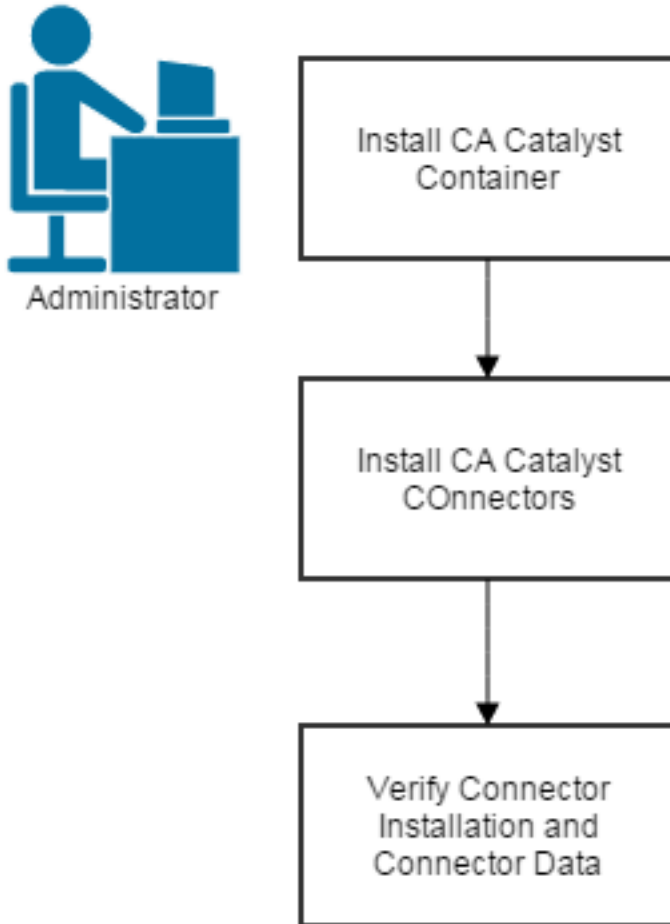 Install CA Catalyst
Container
Administrator
Install CA Catalyst
COnnectors
Verify Connector
Installation and
Connector Data